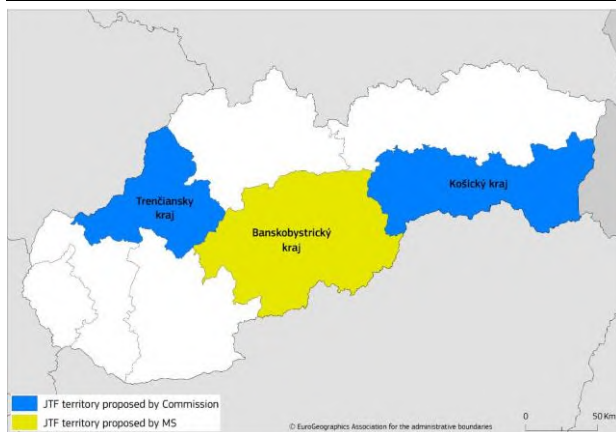 Trenčiansky
kraj
Banskobystrický
kraj
Košický kraj
JTF territory proposed by Commission
JTF territory proposed by MS
© EuroGeographics Association for the administrative boundaries
0 50 Km